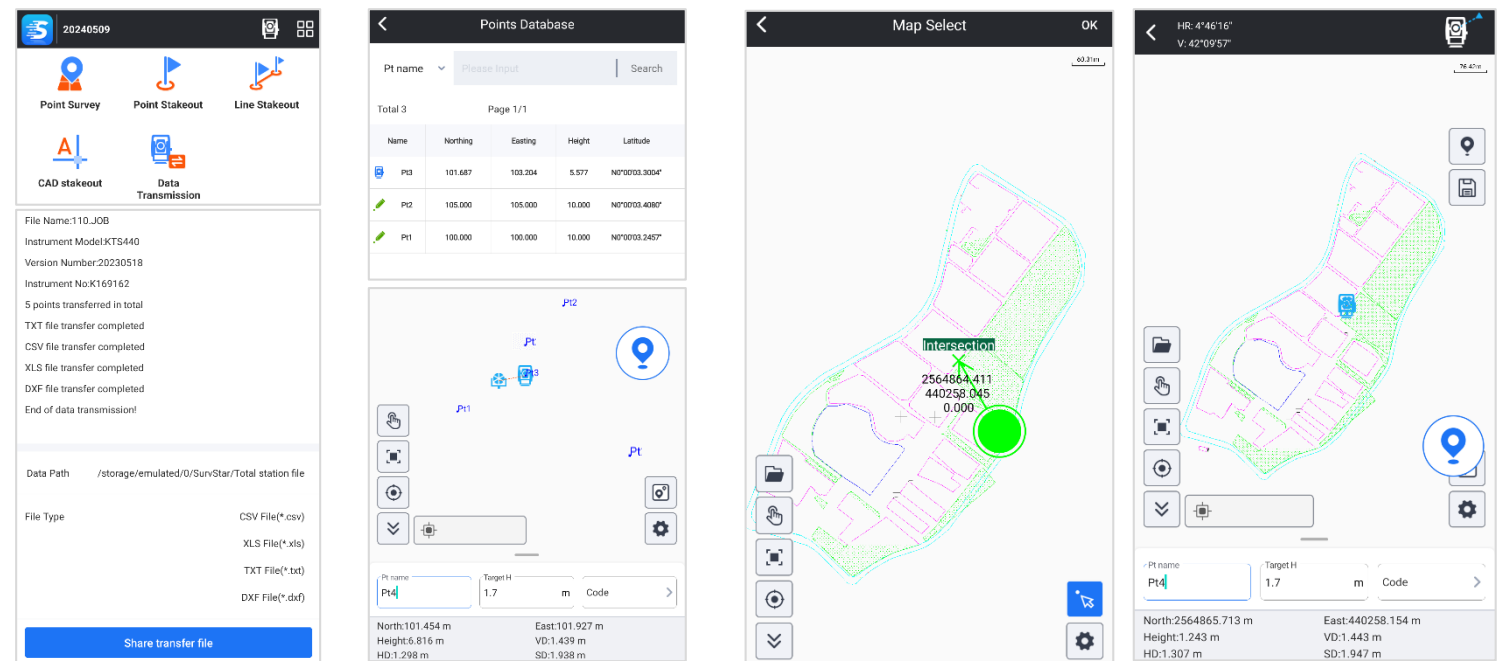 20240509
Point Survey
Point Stakeout
Line Stakeout
CAD stakeout
Data
Transmission
File Name:110.JOB
Instrument Model:KTS440
Version Number:20230518
Instrument No:K169162
5 points transferred in total
TXT file transfer completed
CSV file transfer completed
XLS file transfer completed
DXF file transfer completed
End of data transmission!
Data Path /storage/emulated/0/SurvStar/Total station file
File Type CSV File(*.csv)
XLS File(*.xls)
TXT File(*.txt)
DXF File(*.dxf)
Share transfer file
Points Database
Pt name Please Input Search
Total 3 Page 1/1
Name Northing Easting Height Latitude
Pt3 101.687 103.204 5.577 N0°00'03.3004"
Pt2 105.000 105.000 10.000 N0°00'03.4080"
Pt1 100.000 100.000 10.000 N0°00'03.2457"
Pt2
Pt
Pt3
Pt1
Pt
Pt name Target H
Pt4 1.7 m Code
North:101.454 m East:101.927 m
Height:6.816 m VD:1.439 m
HD:1.298 m SD:1.938 m
Map Select OK
60.31m
Intersection
2564864.411
440258.045
0.000
HR: 4°46'16"
V: 42°09'57"
76.42m
Pt name Target H
Pt4 1.7 m Code
North:2564865.713 m East:440258.154 m
Height:1.243 m VD:1.443 m
HD:1.307 m SD:1.947 m